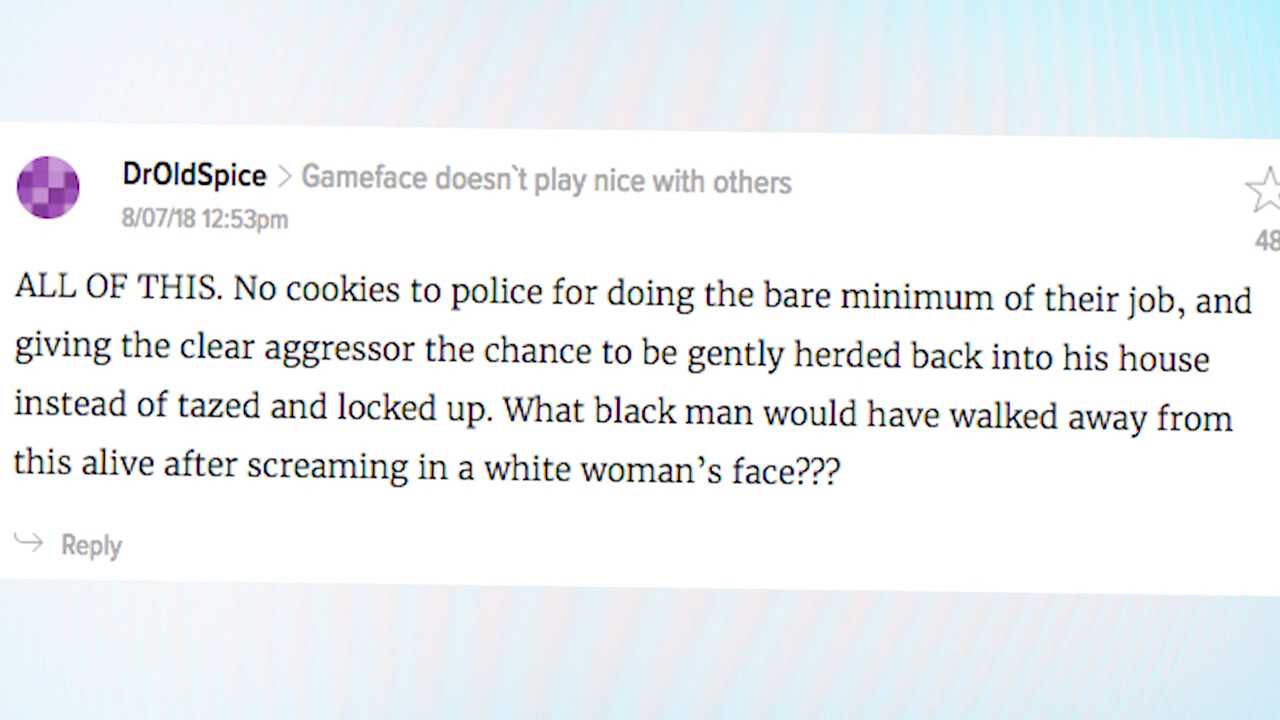 DrOldSpice > Gameface doesn`t play nice with others
8/07/18 12:53pm
48
ALL OF THIS. No cookies to police for doing the bare minimum of their job, and
giving the clear aggressor the chance to be gently herded back into his house
instead of tazed and locked up. What black man would have walked away from
this alive after screaming in a white woman’s face???
Reply